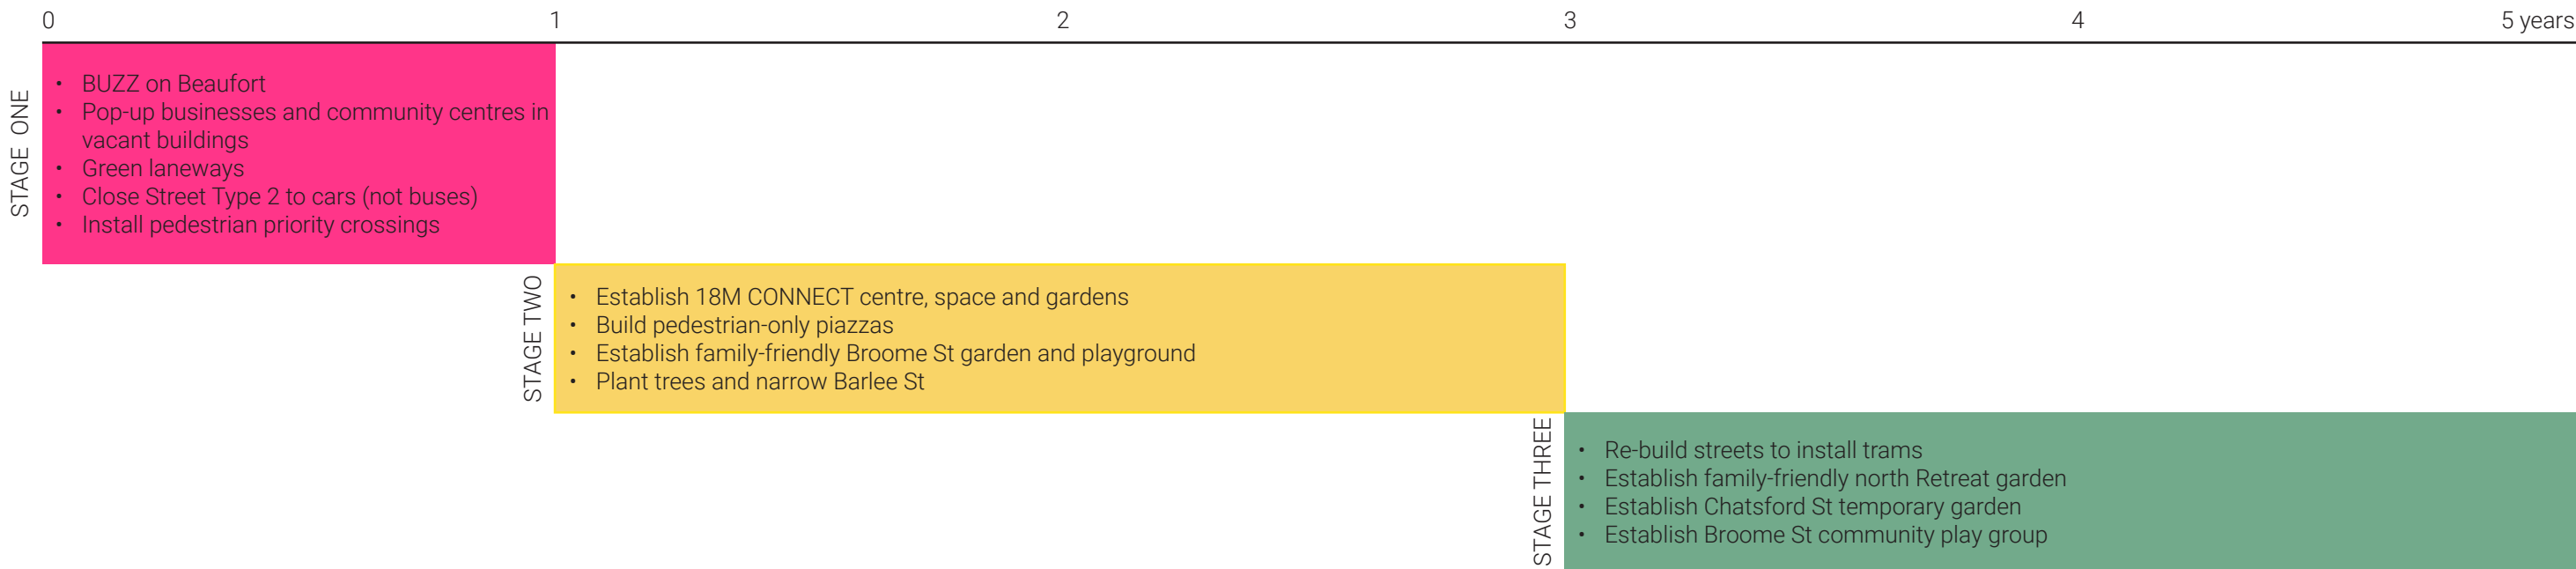 0 1 2 3 4 5 years
STAGE ONE
• BUZZ on Beaufort
• Pop-up businesses and community centres in
vacant buildings
• Green laneways
• Close Street Type 2 to cars (not buses)
• Install pedestrian priority crossings
STAGE TWO
• Establish 18M CONNECT centre, space and gardens
• Build pedestrian-only piazzas
• Establish family-friendly Broome St garden and playground
• Plant trees and narrow Barlee St
STAGE THREE
• Re-build streets to install trams
• Establish family-friendly north Retreat garden
• Establish Chatsford St temporary garden
• Establish Broome St community play group